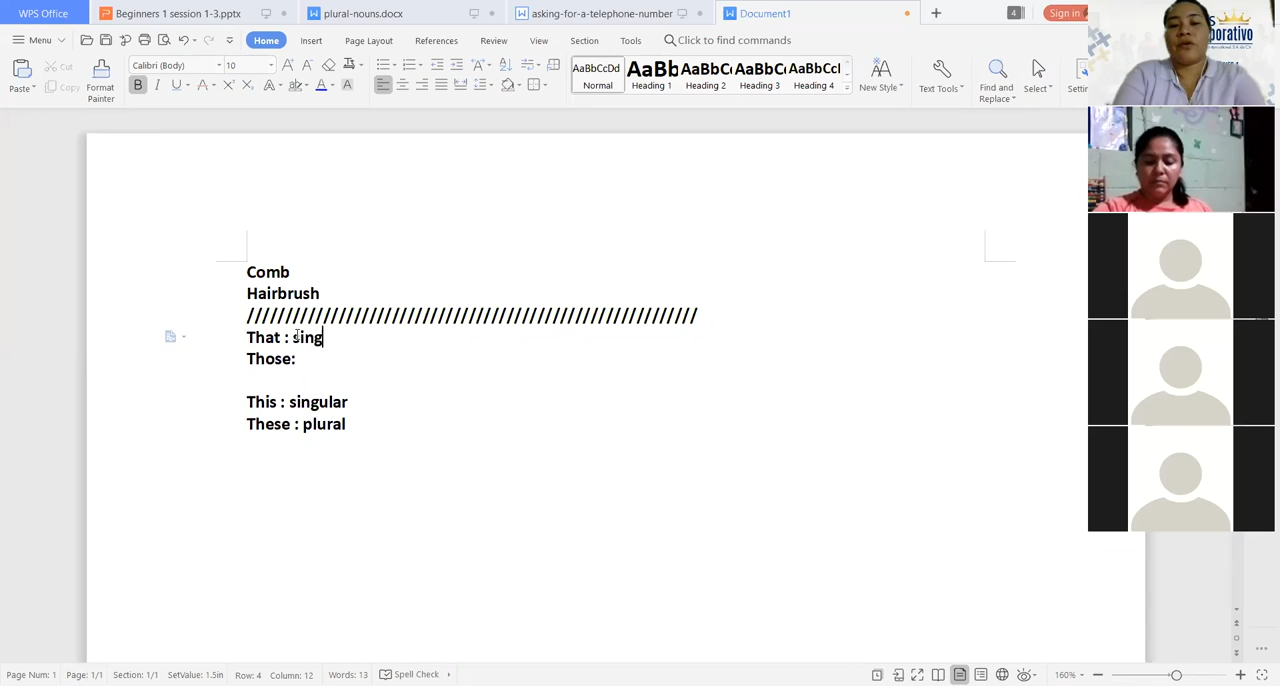 WPS Office
Beginners 1 session 1-3.pptx
plural-nouns.docx
asking-for-a-telephone-number
Document1
4
Sign in
Menu
Home
Insert
Page Layout
References
Review
View
Section
Tools
Click to find commands
Paste
Cut
Copy
Format
Painter
Calibri (Body)
10
AaBbCcDd
Normal
AaBb
Heading 1
AaBbC
Heading 2
AaBbC
Heading 3
AaBbCcI
Heading 4
New Style
Text Tools
Find and
Replace
Select
orporativo
Comb
Hairbrush
///////////////////////////////////////////////////////////
That : sing
Those:
This : singular
These : plural
Page Num: 1
Page: 1/1
Section: 1/1
SetValue: 1.5in
Row: 4
Column: 12
Words: 13
Spell Check
160%